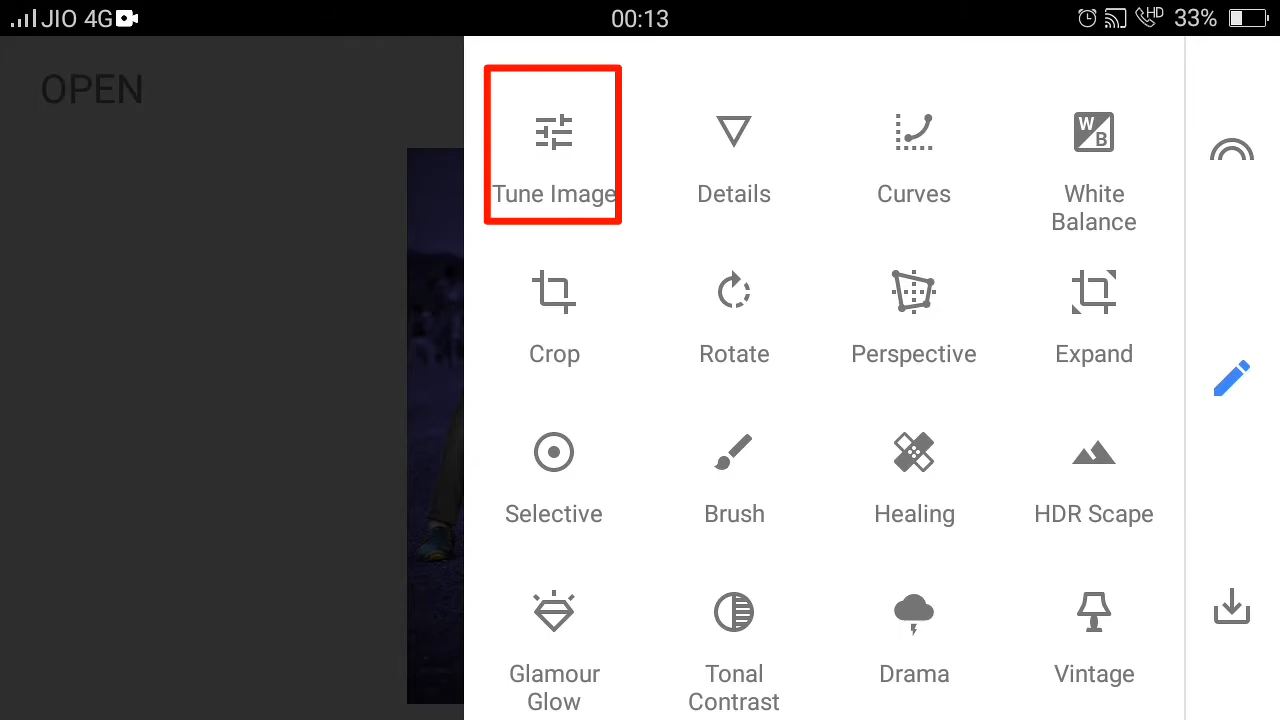 JIO 4G
00:13
HD 33%
OPEN
Tune Image
Details
Curves
White
Balance
W
B
Crop
Rotate
Perspective
Expand
Selective
Brush
Healing
HDR Scape
Glamour
Glow
Tonal
Contrast
Drama
Vintage